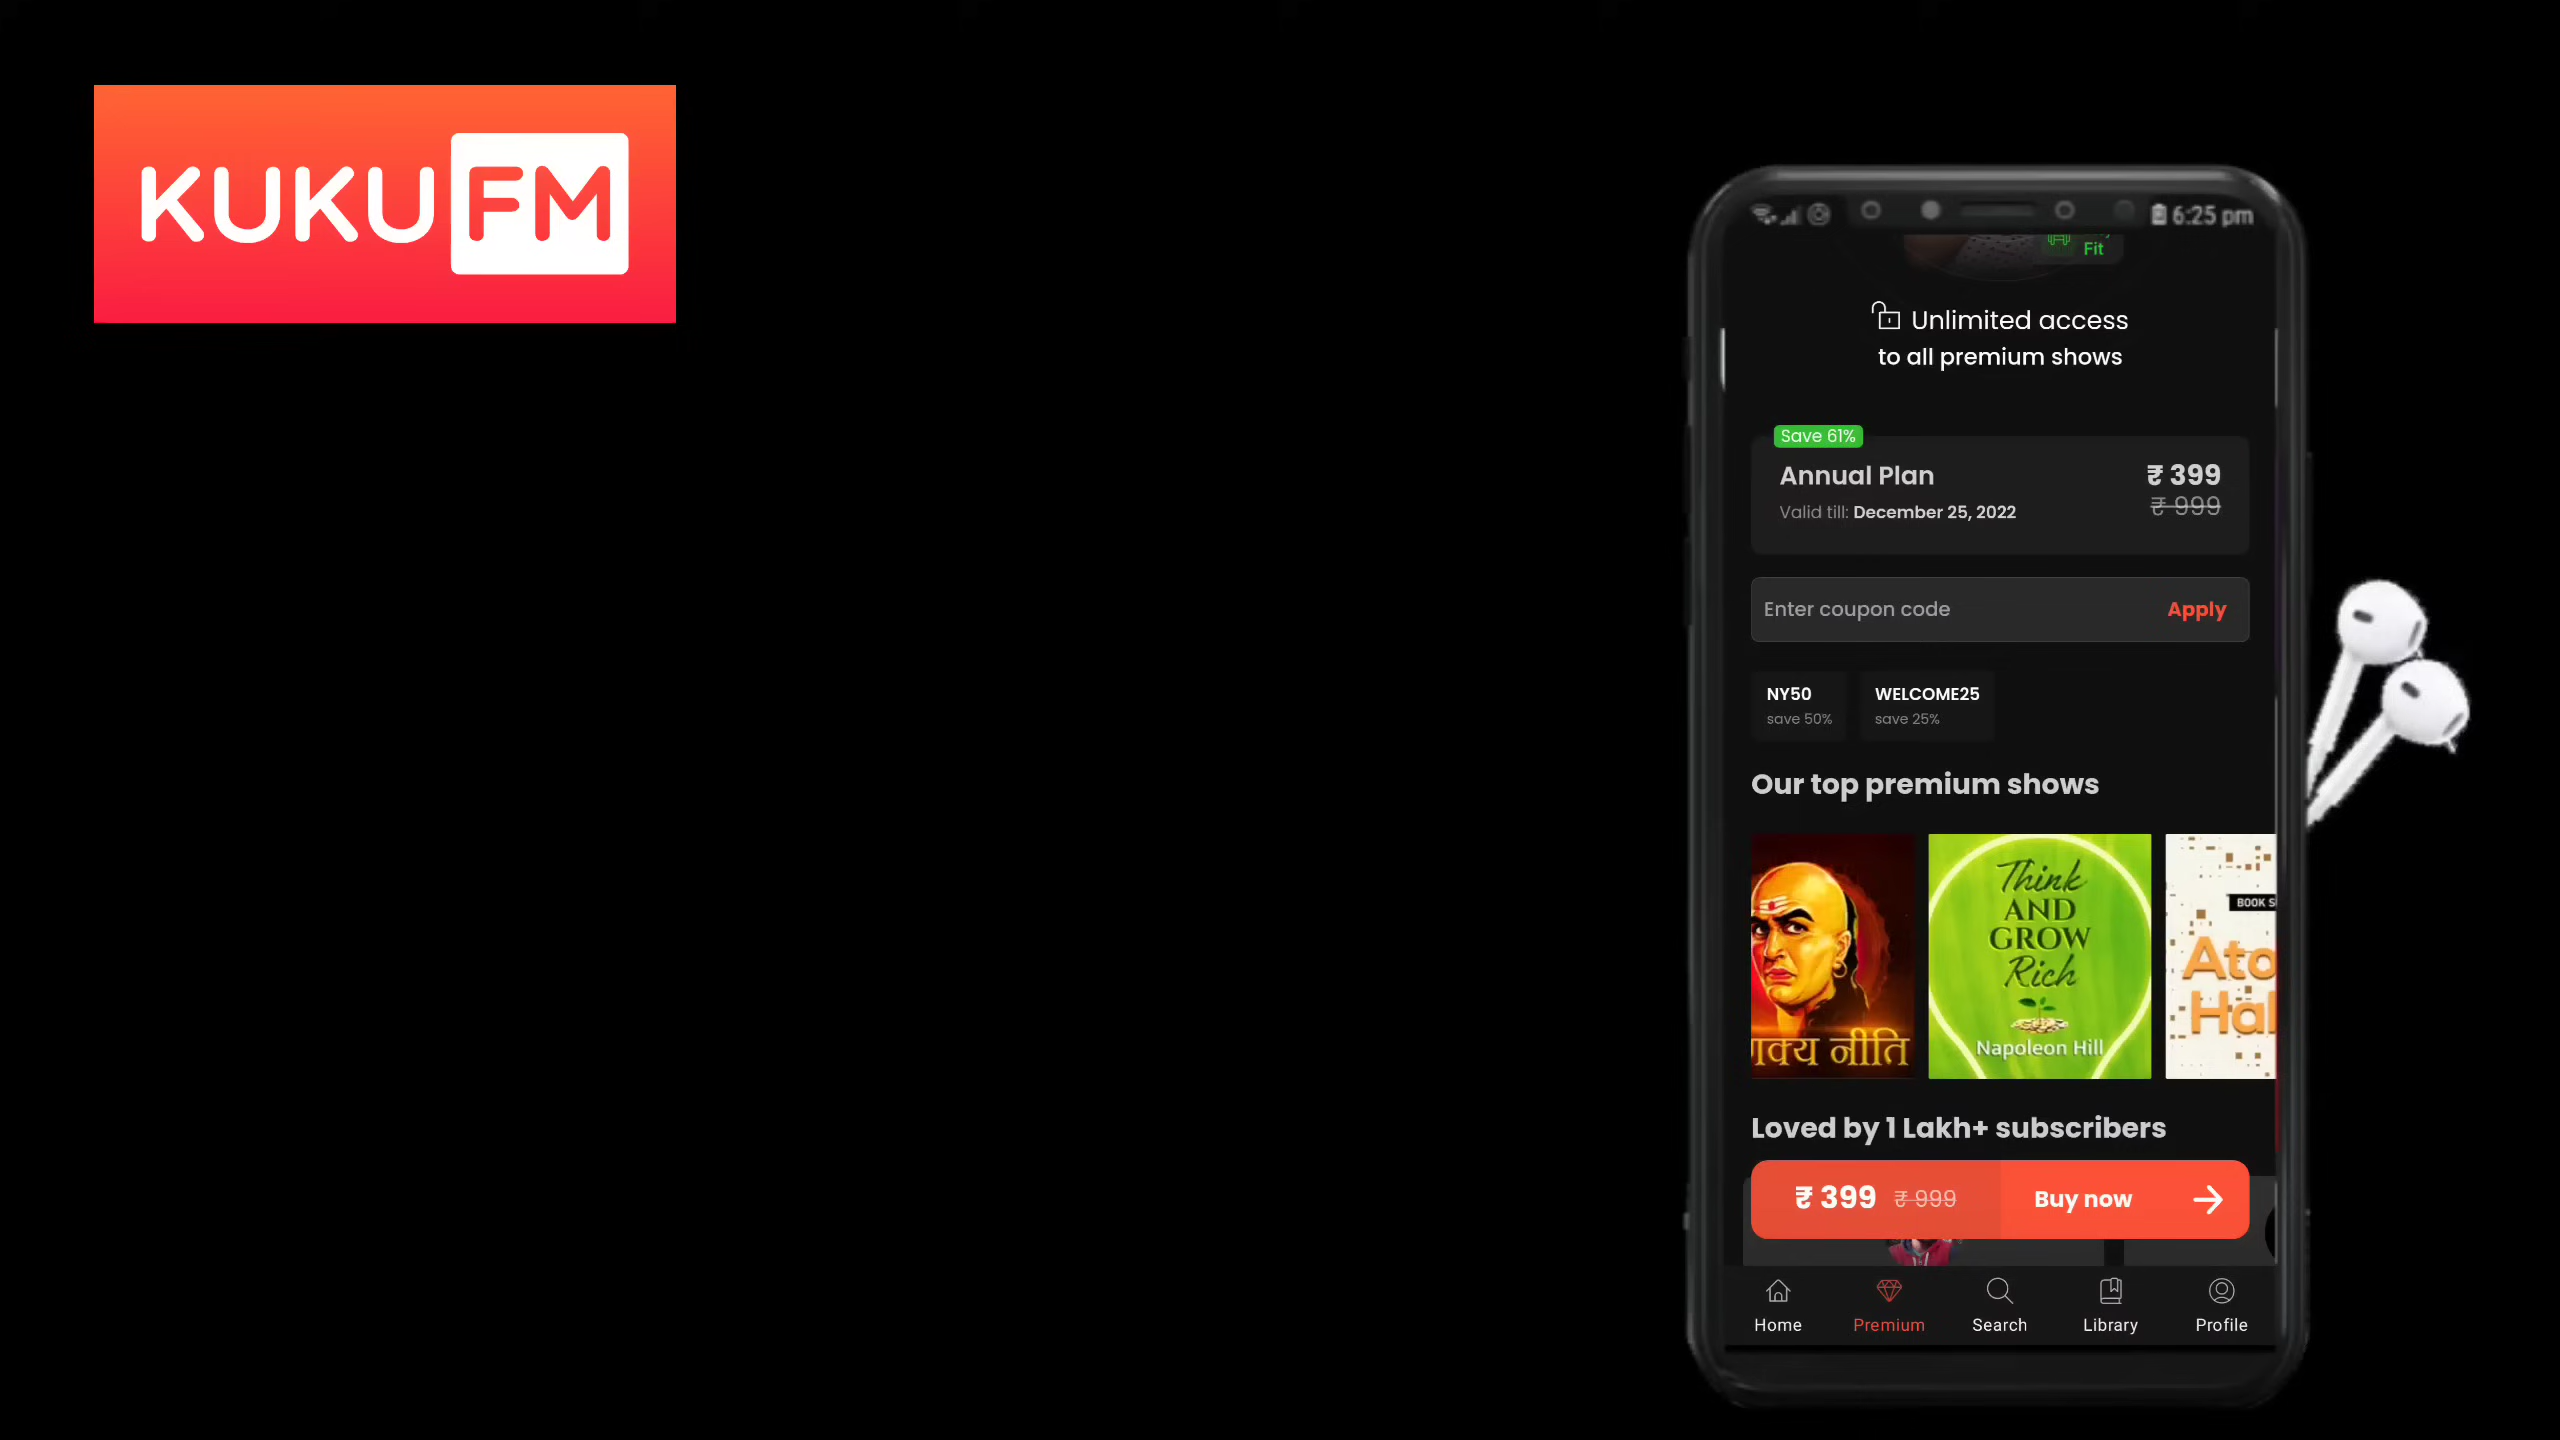 KUKU FM
6:25 pm
Fit
Unlimited access
to all premium shows
Save 61%
Annual Plan
₹ 399
₹ 999
Valid till: December 25, 2022
Enter coupon code
Apply
NY50
save 50%
WELCOME25
save 25%
Our top premium shows
Think
AND
GROW
Rich
Napoleon Hill
नीति
BOOK
Loved by 1 Lakh+ subscribers
₹ 399 ₹ 999 Buy now
Home
Premium
Search
Library
Profile